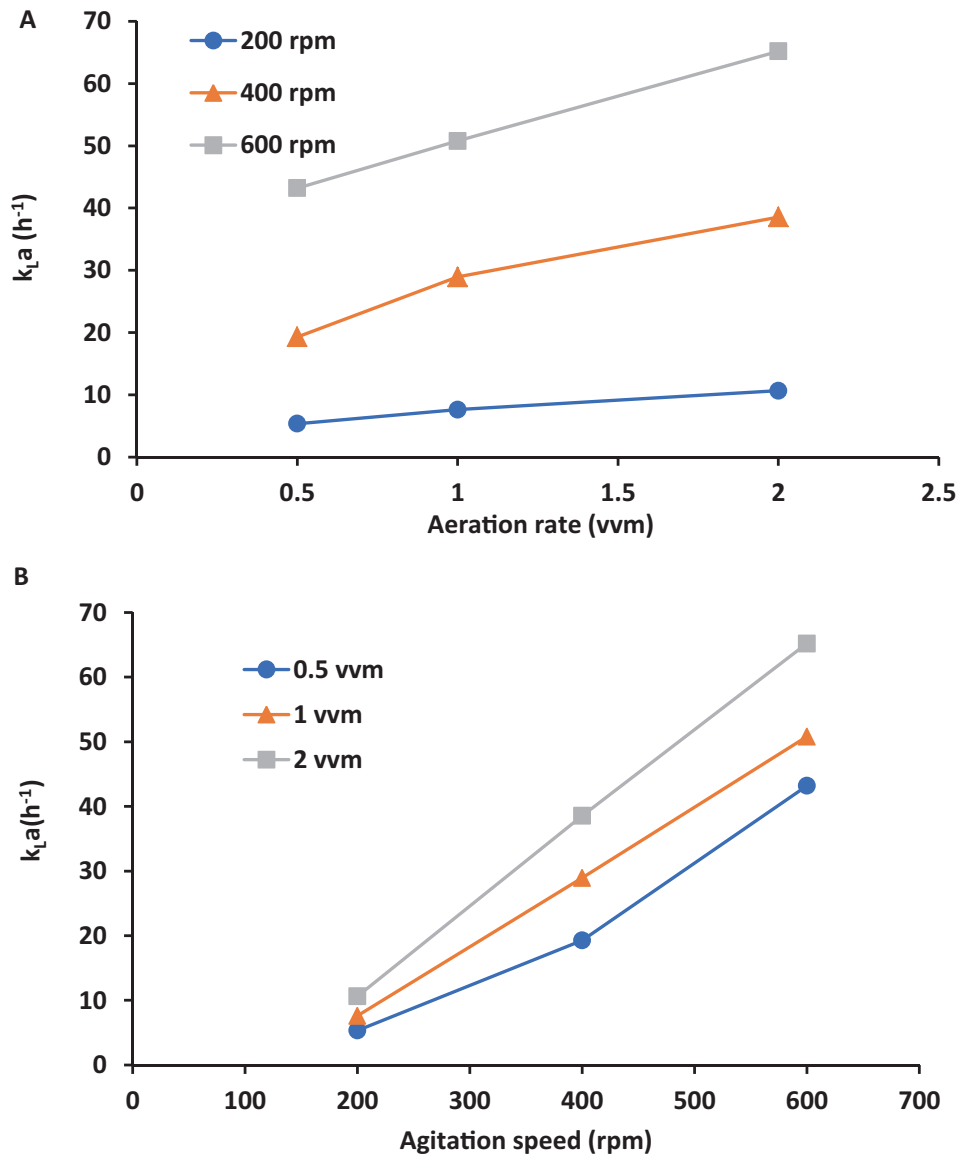 A
70
60
50
40
30
20
10
0
kLa (h-1)
200 rpm
400 rpm
600 rpm
0 0.5 1 1.5 2 2.5
Aeration rate (vvm)
B
70
60
50
40
30
20
10
0
kLa(h-1)
0.5 vvm
1 vvm
2 vvm
0 100 200 300 400 500 600 700
Agitation speed (rpm)